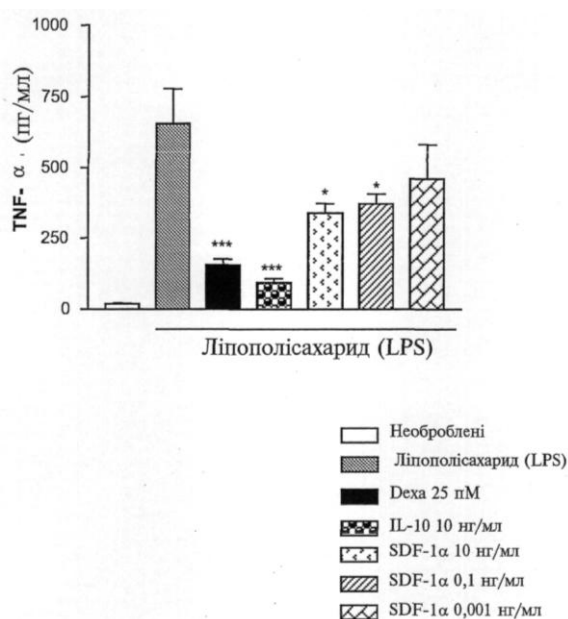 1000
750
500
250
0
TNF- α . (пг/мл)
***
***
*
*
Ліпополісахарид (LPS)
Необроблені
Ліпополісахарид (LPS)
Dexa 25 пМ
IL-10 10 нг/мл
SDF-1α 10 нг/мл
SDF-1α 0,1 нг/мл
SDF-1α 0,001 нг/мл